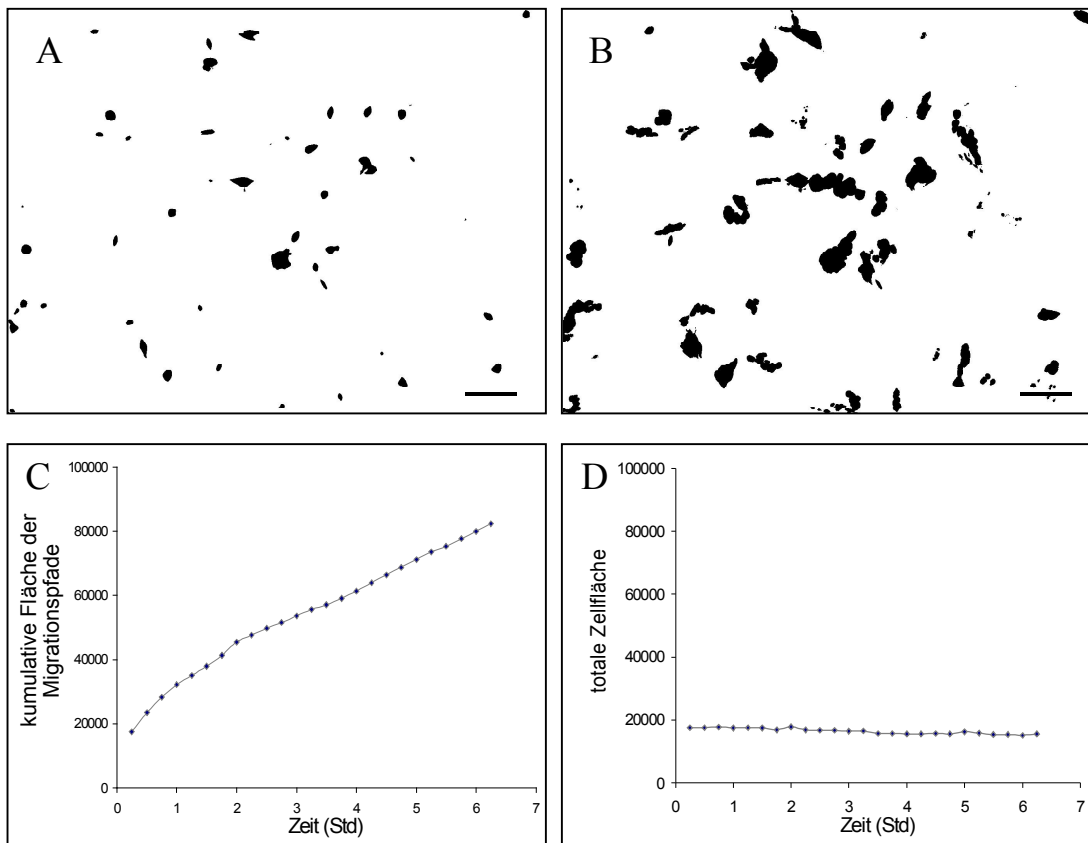 A
B
C
100000
80000
60000
40000
20000
0
kumulative Fläche der
Migrationspfade
0 1 2 3 4 5 6 7
Zeit (Std)
D
100000
80000
60000
40000
20000
0
totale Zellfläche
0 1 2 3 4 5 6 7
Zeit (Std)